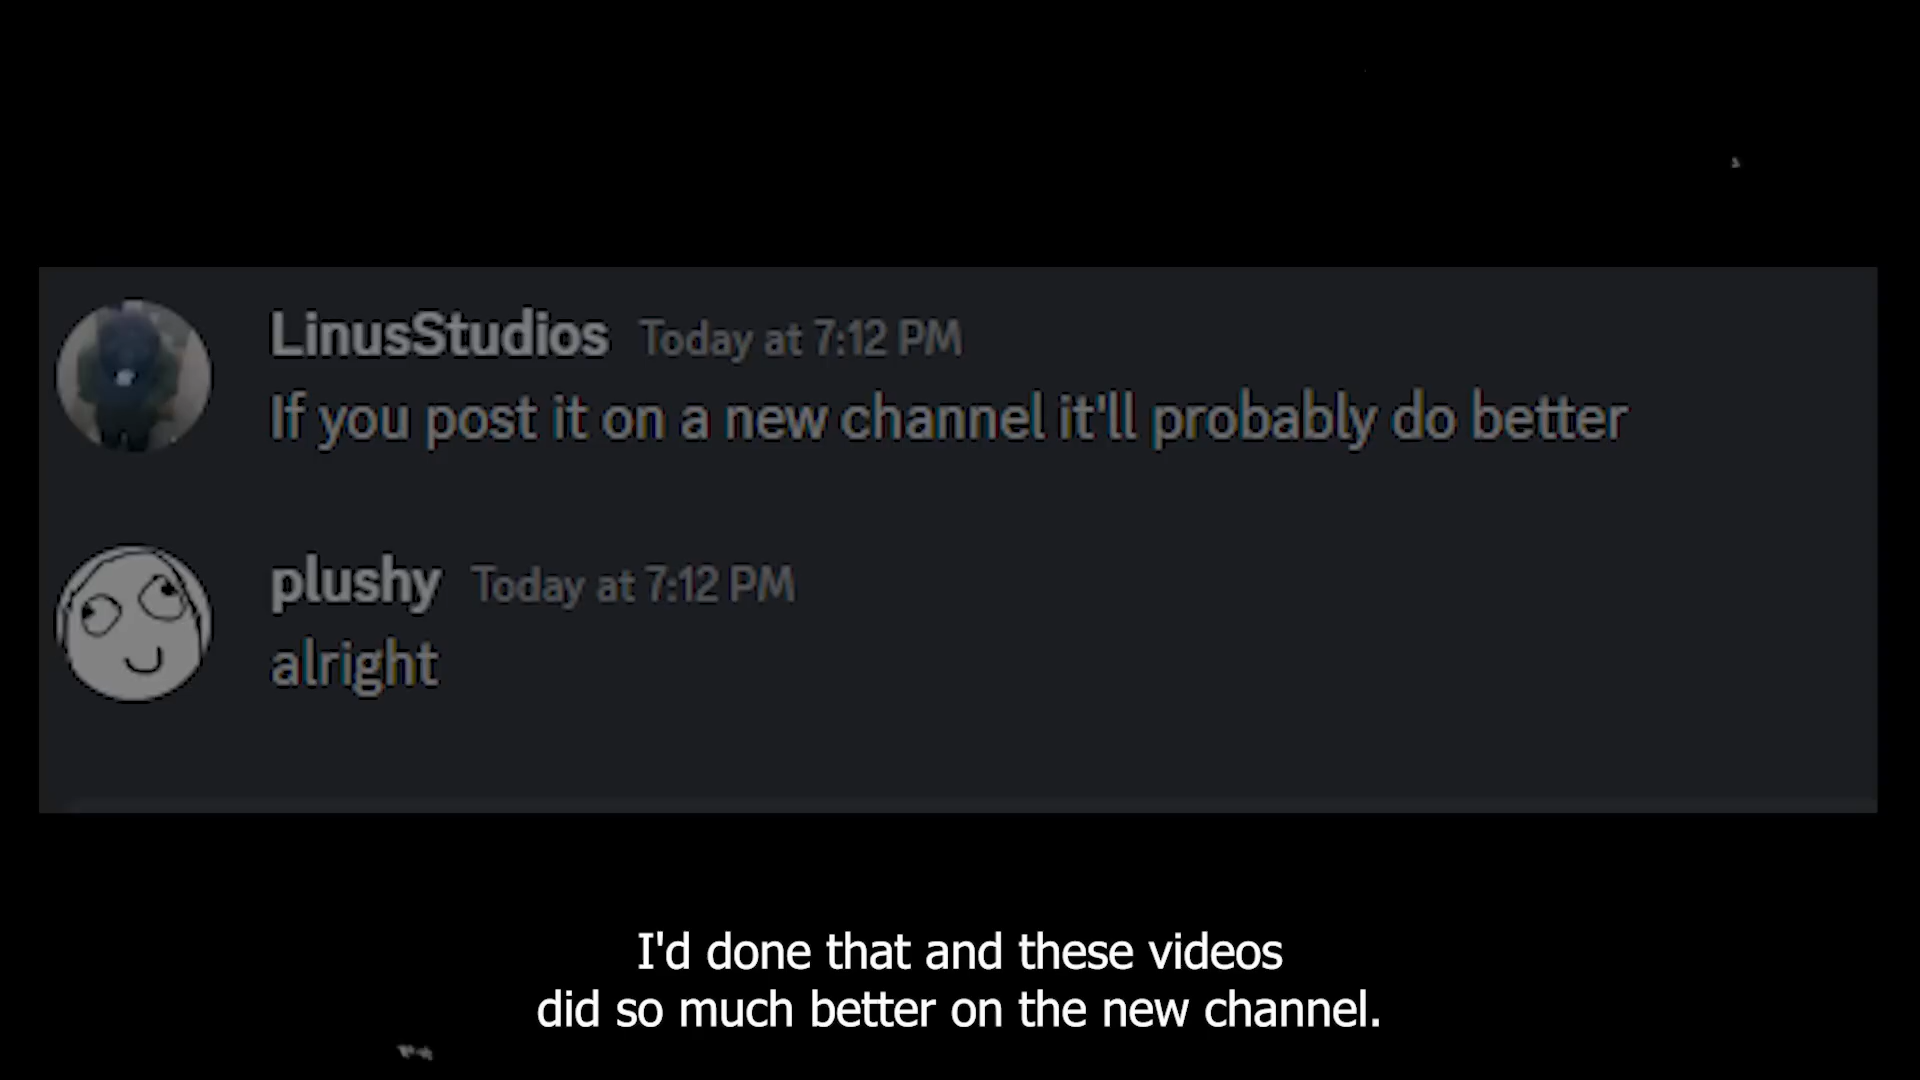 LinusStudios Today at 7:12 PM
If you post it on a new channel it'll probably do better
plushy Today at 7:12 PM
alright
I'd done that and these videos
did so much better on the new channel.